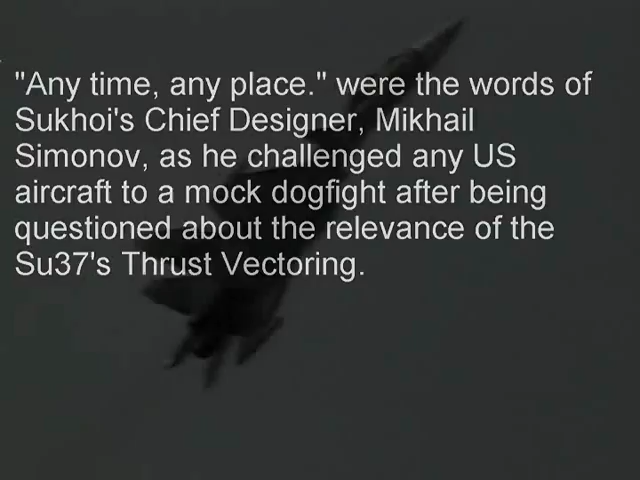 "Any time, any place." were the words of
Sukhoi's Chief Designer, Mikhail
Simonov, as he challenged any US
aircraft to a mock dogfight after being
questioned about the relevance of the
Su37's Thrust Vectoring.